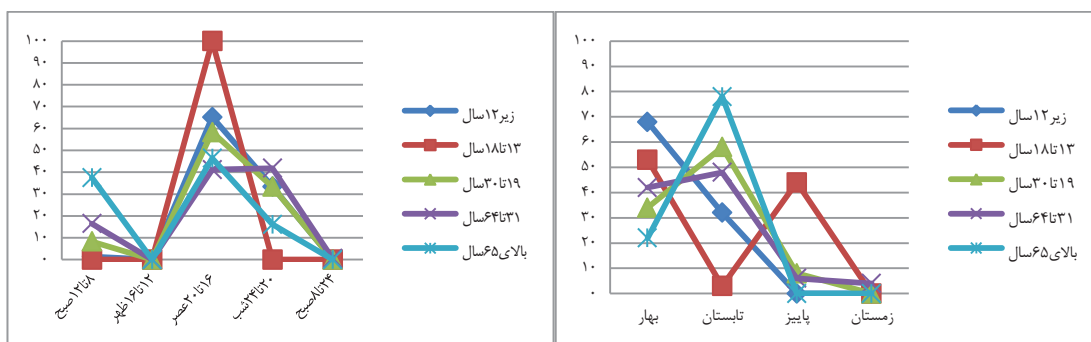 ۱۰۰
۹۰
۸۰
۷۰
۶۰
۵۰
۴۰
۳۰
۲۰
۱۰
۰
۸تا۱۲صبح
۱۲تا۱۶ظهر
۱۶تا۲۰عصر
۲۰تا۲۴شب
۲۴تا۸صبح
زیر۱۲سال
۱۳تا۱۸سال
۱۹تا۳۰سال
۳۱تا۶۴سال
بالای۶۵سال
۱۰۰
۹۰
۸۰
۷۰
۶۰
۵۰
۴۰
۳۰
۲۰
۱۰
۰
بهار
تابستان
پاییز
زمستان
زیر۱۲سال
۱۳تا۱۸سال
۱۹تا۳۰سال
۳۱تا۶۴سال
بالای۶۵سال